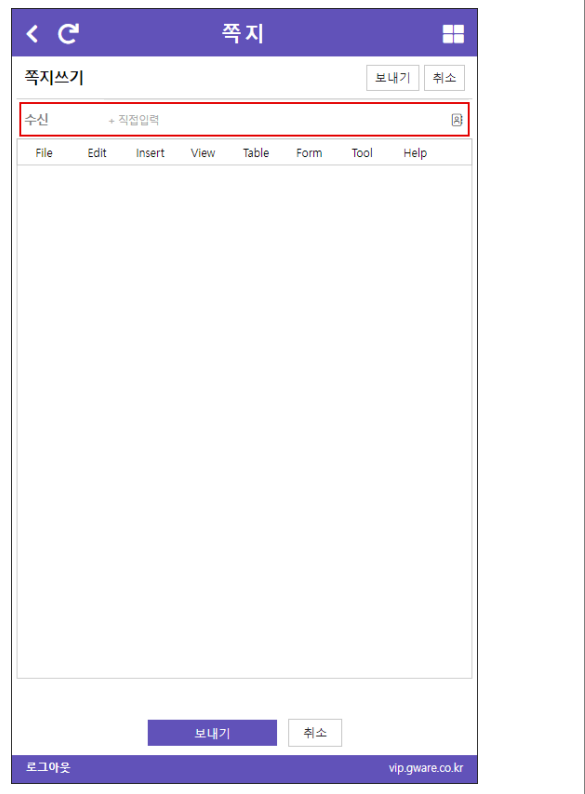 쪽지
쪽지쓰기 보내기 취소
수신 + 직접입력
File Edit Insert View Table Form Tool Help
보내기 취소
로그아웃 vip.gware.co.kr